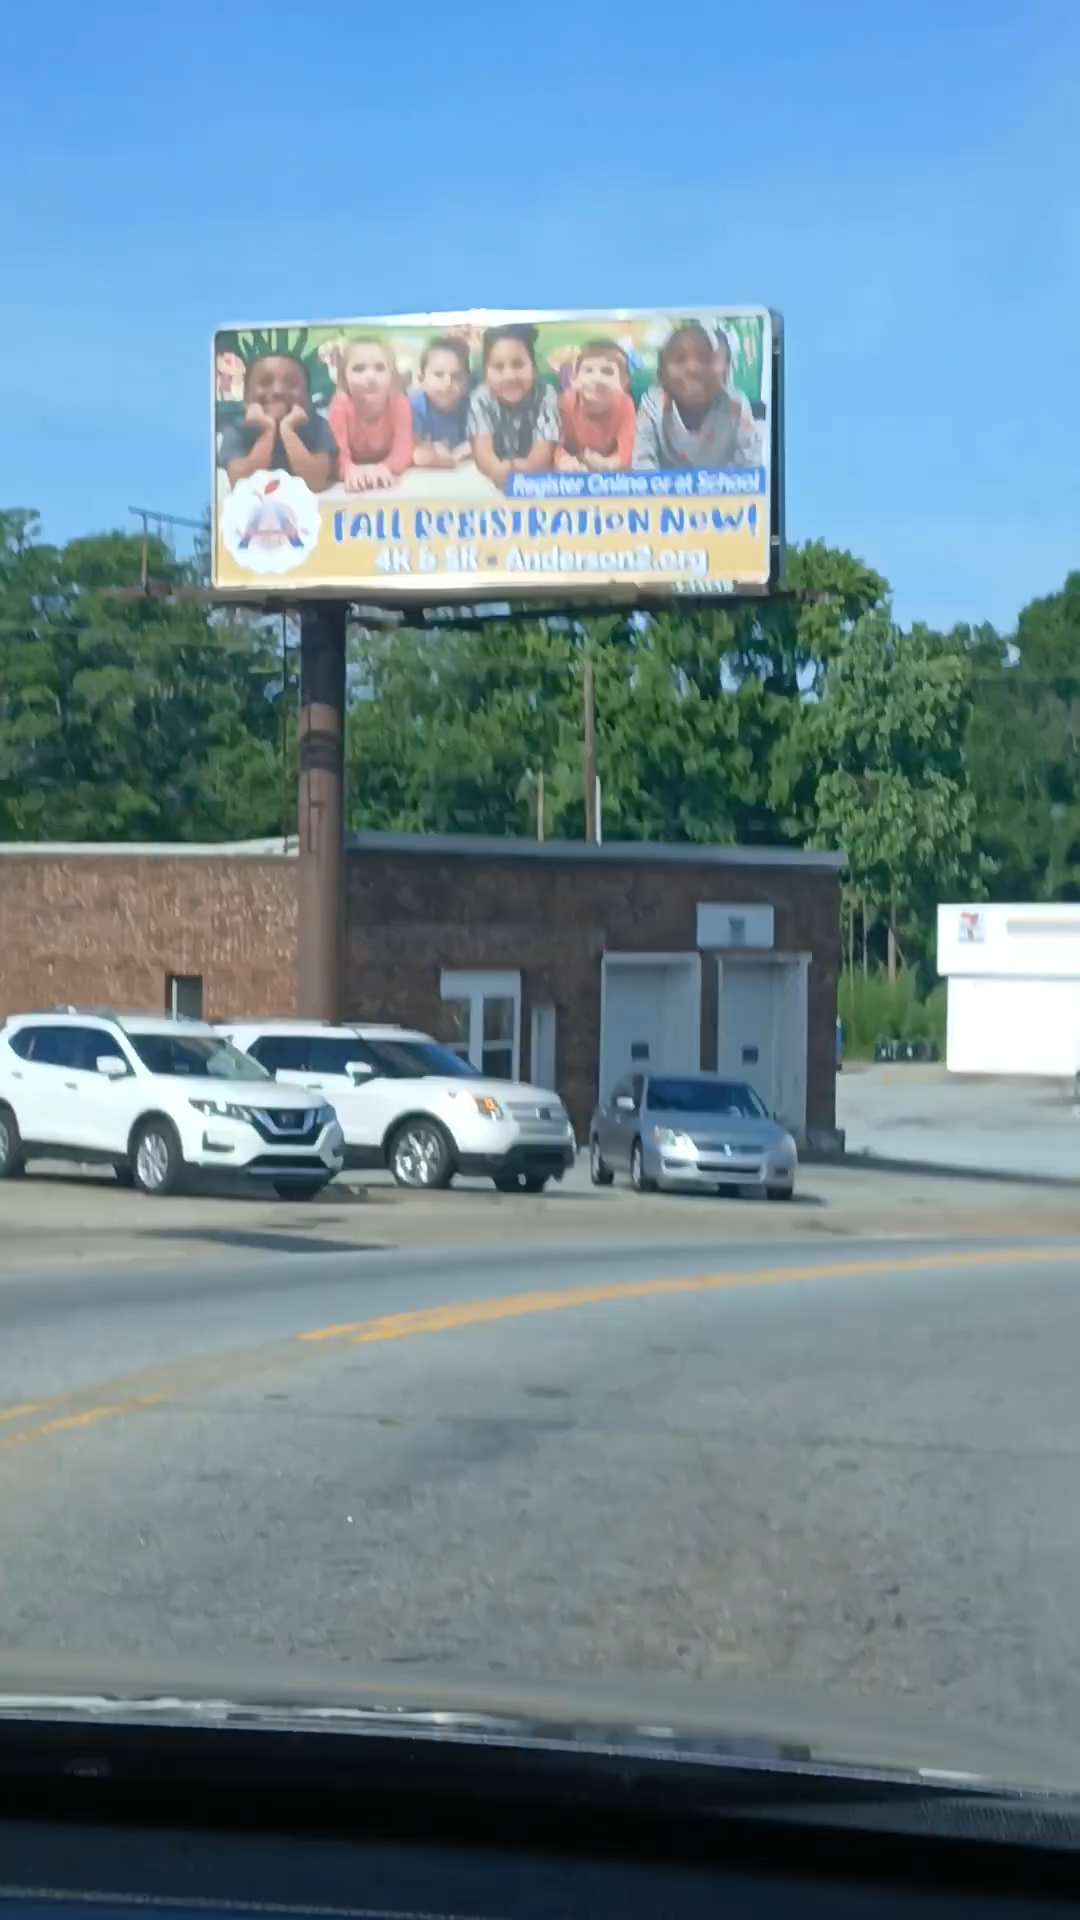 Register Online or at School
FALL REGISTRATION NOW!
4K & 5K • Anderson2.org